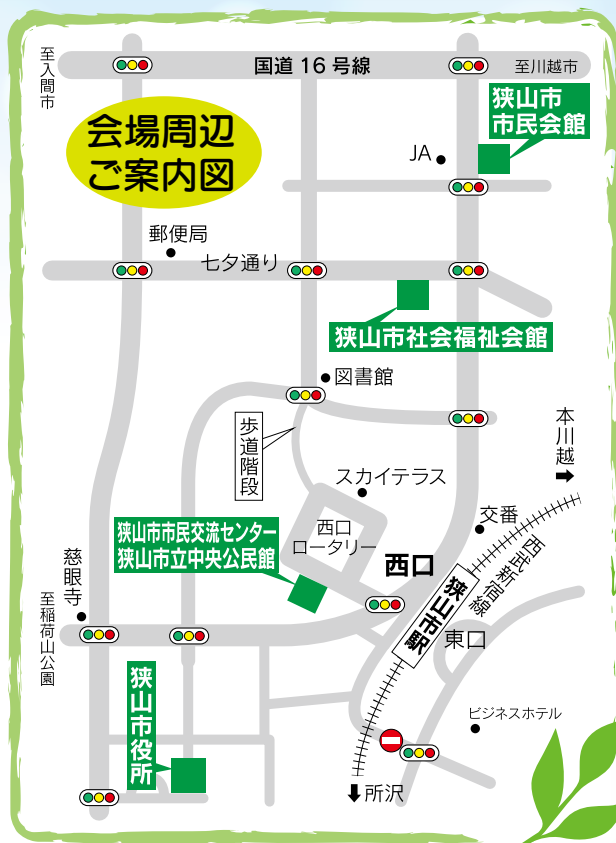 至入間市
国道 16 号線
至川越市
狭山市
市民会館
会場周辺
ご案内図
JA
郵便局
七夕通り
狭山市社会福祉会館
図書館
歩道階段
本川越
スカイテラス
交番
西口
ロータリー
狭山市市民交流センター
狭山市立中央公民館
西口
西武新宿線
慈眼寺
狭山市駅
東口
至稲荷山公園
狭山市役所
ビジネスホテル
所沢